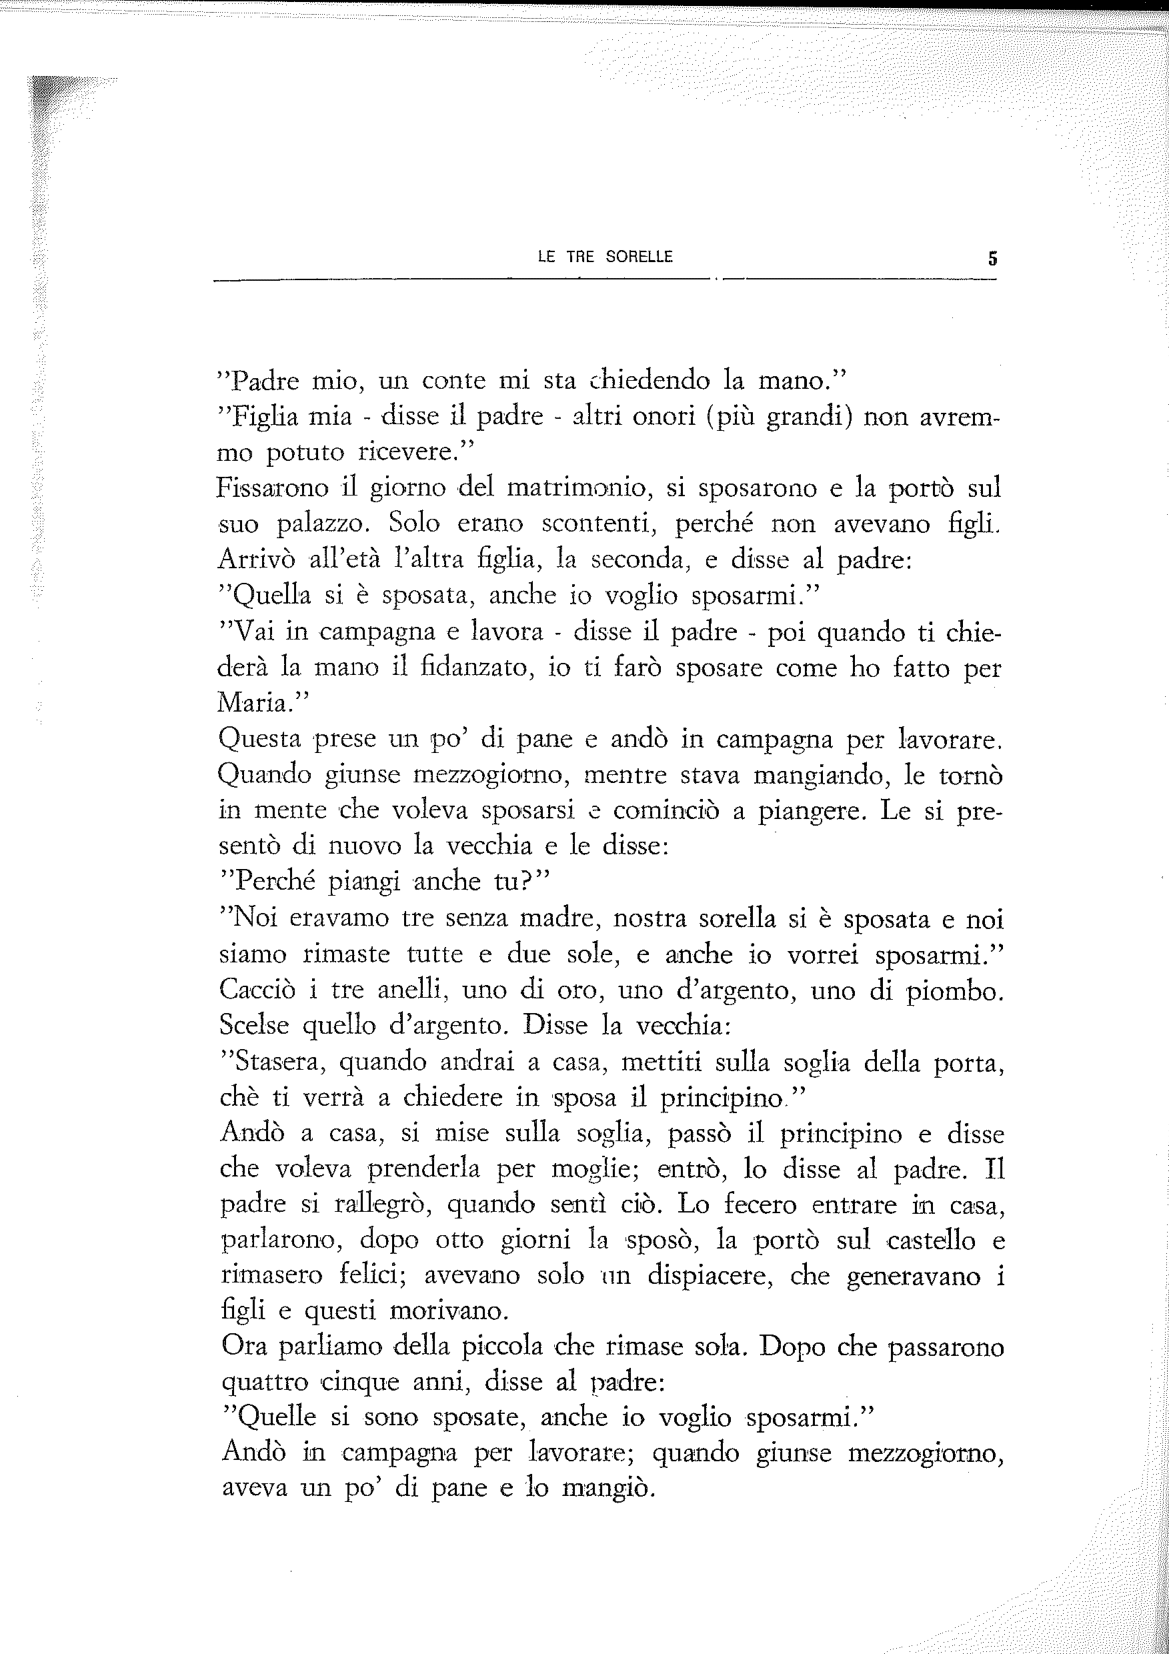 LE TRE SORELLE 5
”Padre mio, un conte mi sta chiedendo la mano.”
”Figlia mia - disse il padre - altri onori (più grandi) non avrem-
mo potuto ricevere.”
Fissarono il giorno del matrimonio, si sposarono e la portò sul
suo palazzo. Solo erano scontenti, perché non avevano figli.
Arrivò all’età l’altra figlia, la seconda, e disse al padre:
”Quella si è sposata, anche io voglio sposarmi.”
”Vai in campagna e lavora - disse il padre - poi quando ti chie-
derà la mano il fidanzato, io ti farò sposare come ho fatto per
Maria.”
Questa prese un po’ di pane e andò in campagna per lavorare.
Quando giunse mezzogiorno, mentre stava mangiando, le tornò
in mente che voleva sposarsi e cominciò a piangere. Le si pre-
sentò di nuovo la vecchia e le disse:
”Perché piangi anche tu?”
”Noi eravamo tre senza madre, nostra sorella si è sposata e noi
siamo rimaste tutte e due sole, e anche io vorrei sposarmi.”
Cacciò i tre anelli, uno di oro, uno d’argento, uno di piombo.
Scelse quello d’argento. Disse la vecchia:
”Stasera, quando andrai a casa, mettiti sulla soglia della porta,
chè ti verrà a chiedere in sposa il principino.”
Andò a casa, si mise sulla soglia, passò il principino e disse
che voleva prenderla per moglie; entrò, lo disse al padre. Il
padre si rallegrò, quando sentì ciò. Lo fecero entrare in casa,
parlarono, dopo otto giorni la sposò, la portò sul castello e
rimasero felici; avevano solo un dispiacere, che generavano i
figli e questi morivano.
Ora parliamo della piccola che rimase sola. Dopo che passarono
quattro cinque anni, disse al padre:
”Quelle si sono sposate, anche io voglio sposarmi.”
Andò in campagna per lavorare; quando giunse mezzogiorno,
aveva un po’ di pane e lo mangiò.